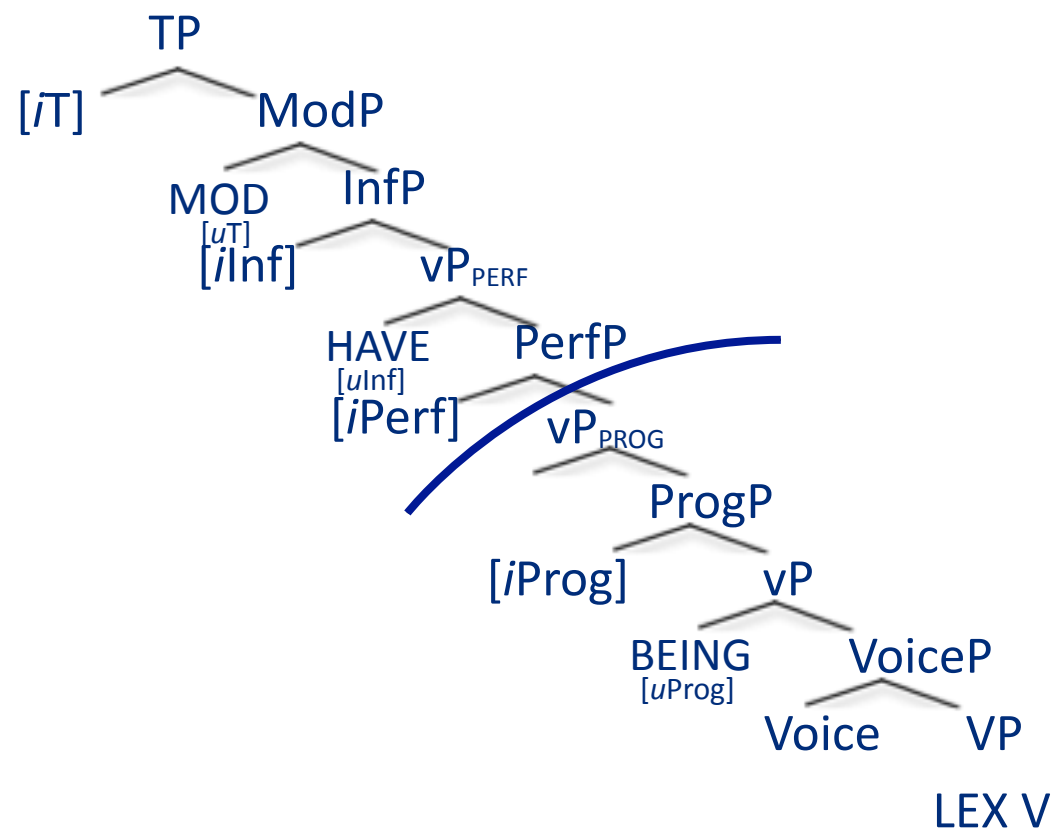 TP
[iT]
ModP
MOD
[uT]
InfP
[iInf]
vPPERF
HAVE
[uInf]
PerfP
[iPerf]
vPPROG
ProgP
[iProg]
vP
BEING
[uProg]
VoiceP
Voice
VP
LEX V